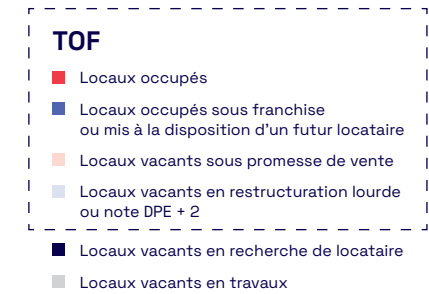 TOF
Locaux occupés
Locaux occupés sous franchise
ou mis à la disposition d'un futur locataire
Locaux vacants sous promesse de vente
Locaux vacants en restructuration lourde
ou note DPE + 2
Locaux vacants en recherche de locataire
Locaux vacants en travaux